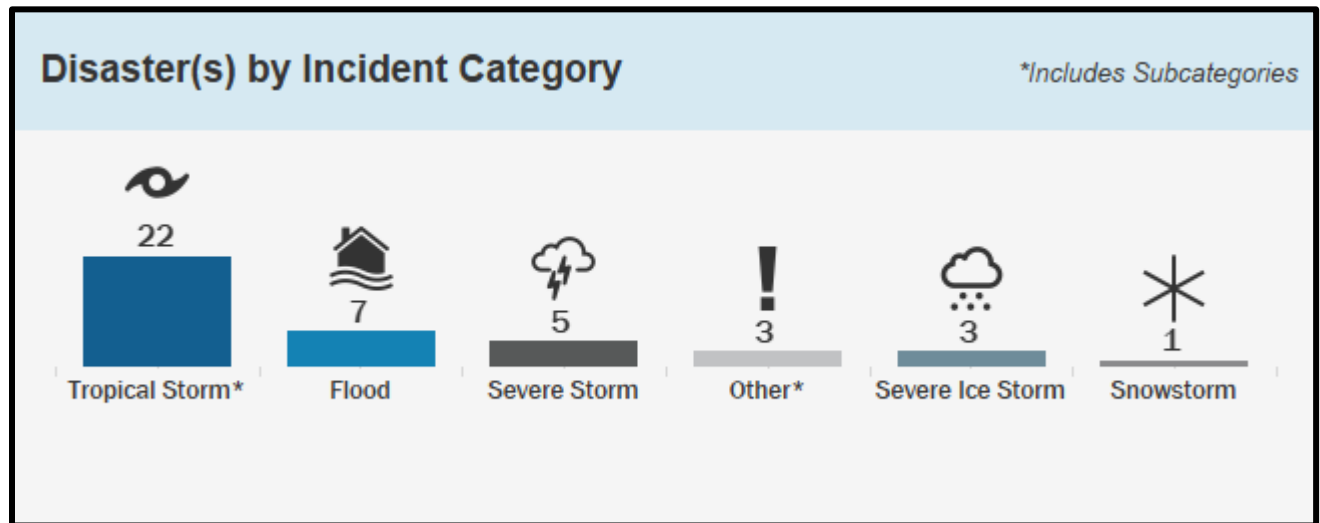 Disaster(s) by Incident Category
*Includes Subcategories
22
7
5
3
3
1
Tropical Storm*
Flood
Severe Storm
Other*
Severe Ice Storm
Snowstorm